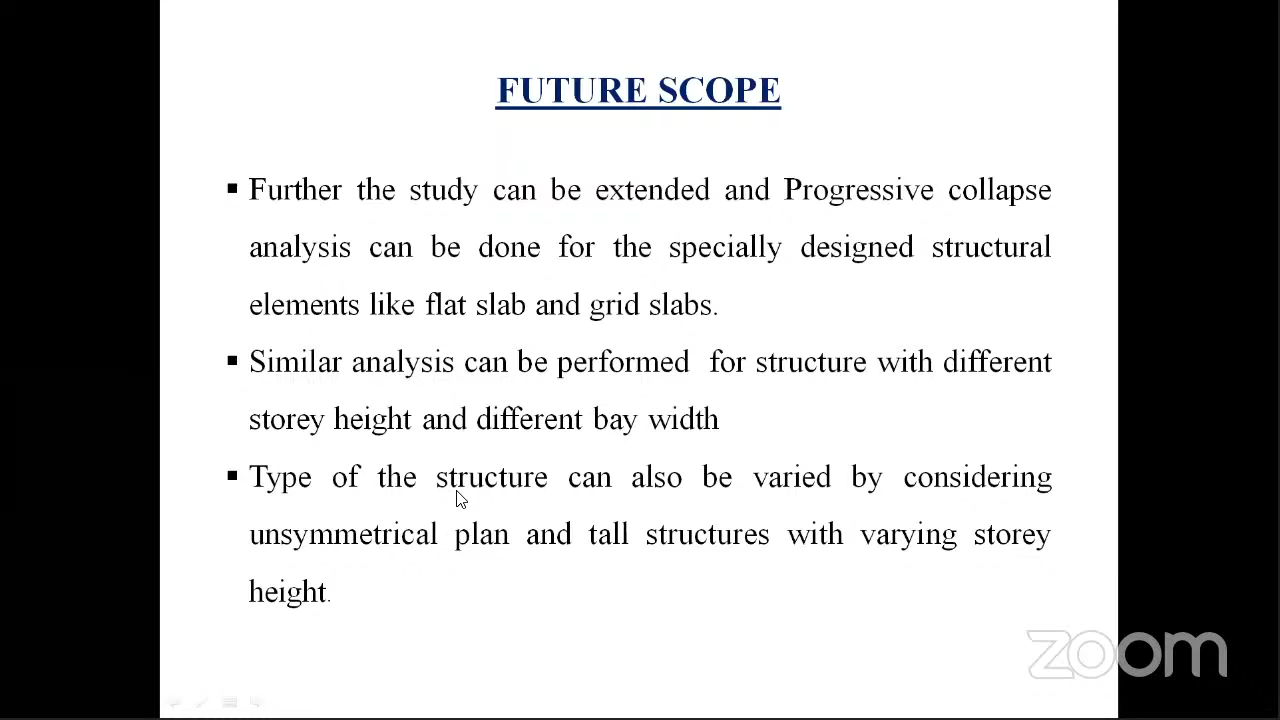 FUTURE SCOPE
▪ Further the study can be extended and Progressive collapse
analysis can be done for the specially designed structural
elements like flat slab and grid slabs.
▪ Similar analysis can be performed  for structure with different
storey height and different bay width
▪ Type of the structure can also be varied by considering
unsymmetrical plan and tall structures with varying storey
height.
zoom